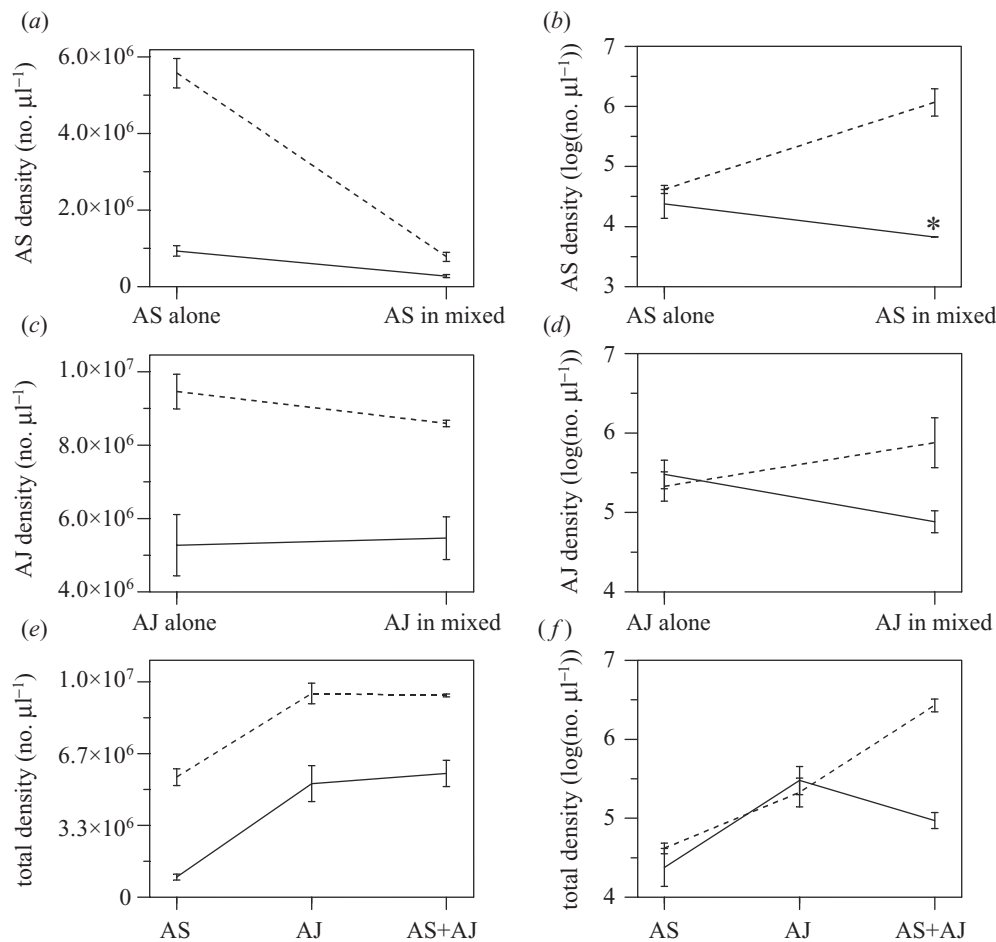 (a)
AS density (no. µl⁻¹)
6.0×10⁶
4.0×10⁶
2.0×10⁶
0
AS alone
AS in mixed
(b)
AS density (log(no. µl⁻¹))
7
6
5
4
3
*
AS alone
AS in mixed
(c)
AJ density (no. µl⁻¹)
1.0×10⁷
8.0×10⁶
6.0×10⁶
4.0×10⁶
AJ alone
AJ in mixed
(d)
AJ density (log(no. µl⁻¹))
7
6
5
4
AJ alone
AJ in mixed
(e)
total density (no. µl⁻¹)
1.0×10⁷
6.7×10⁶
3.3×10⁶
0
AS
AJ
AS+AJ
(f)
total density (log(no. µl⁻¹))
7
6
5
4
AS
AJ
AS+AJ